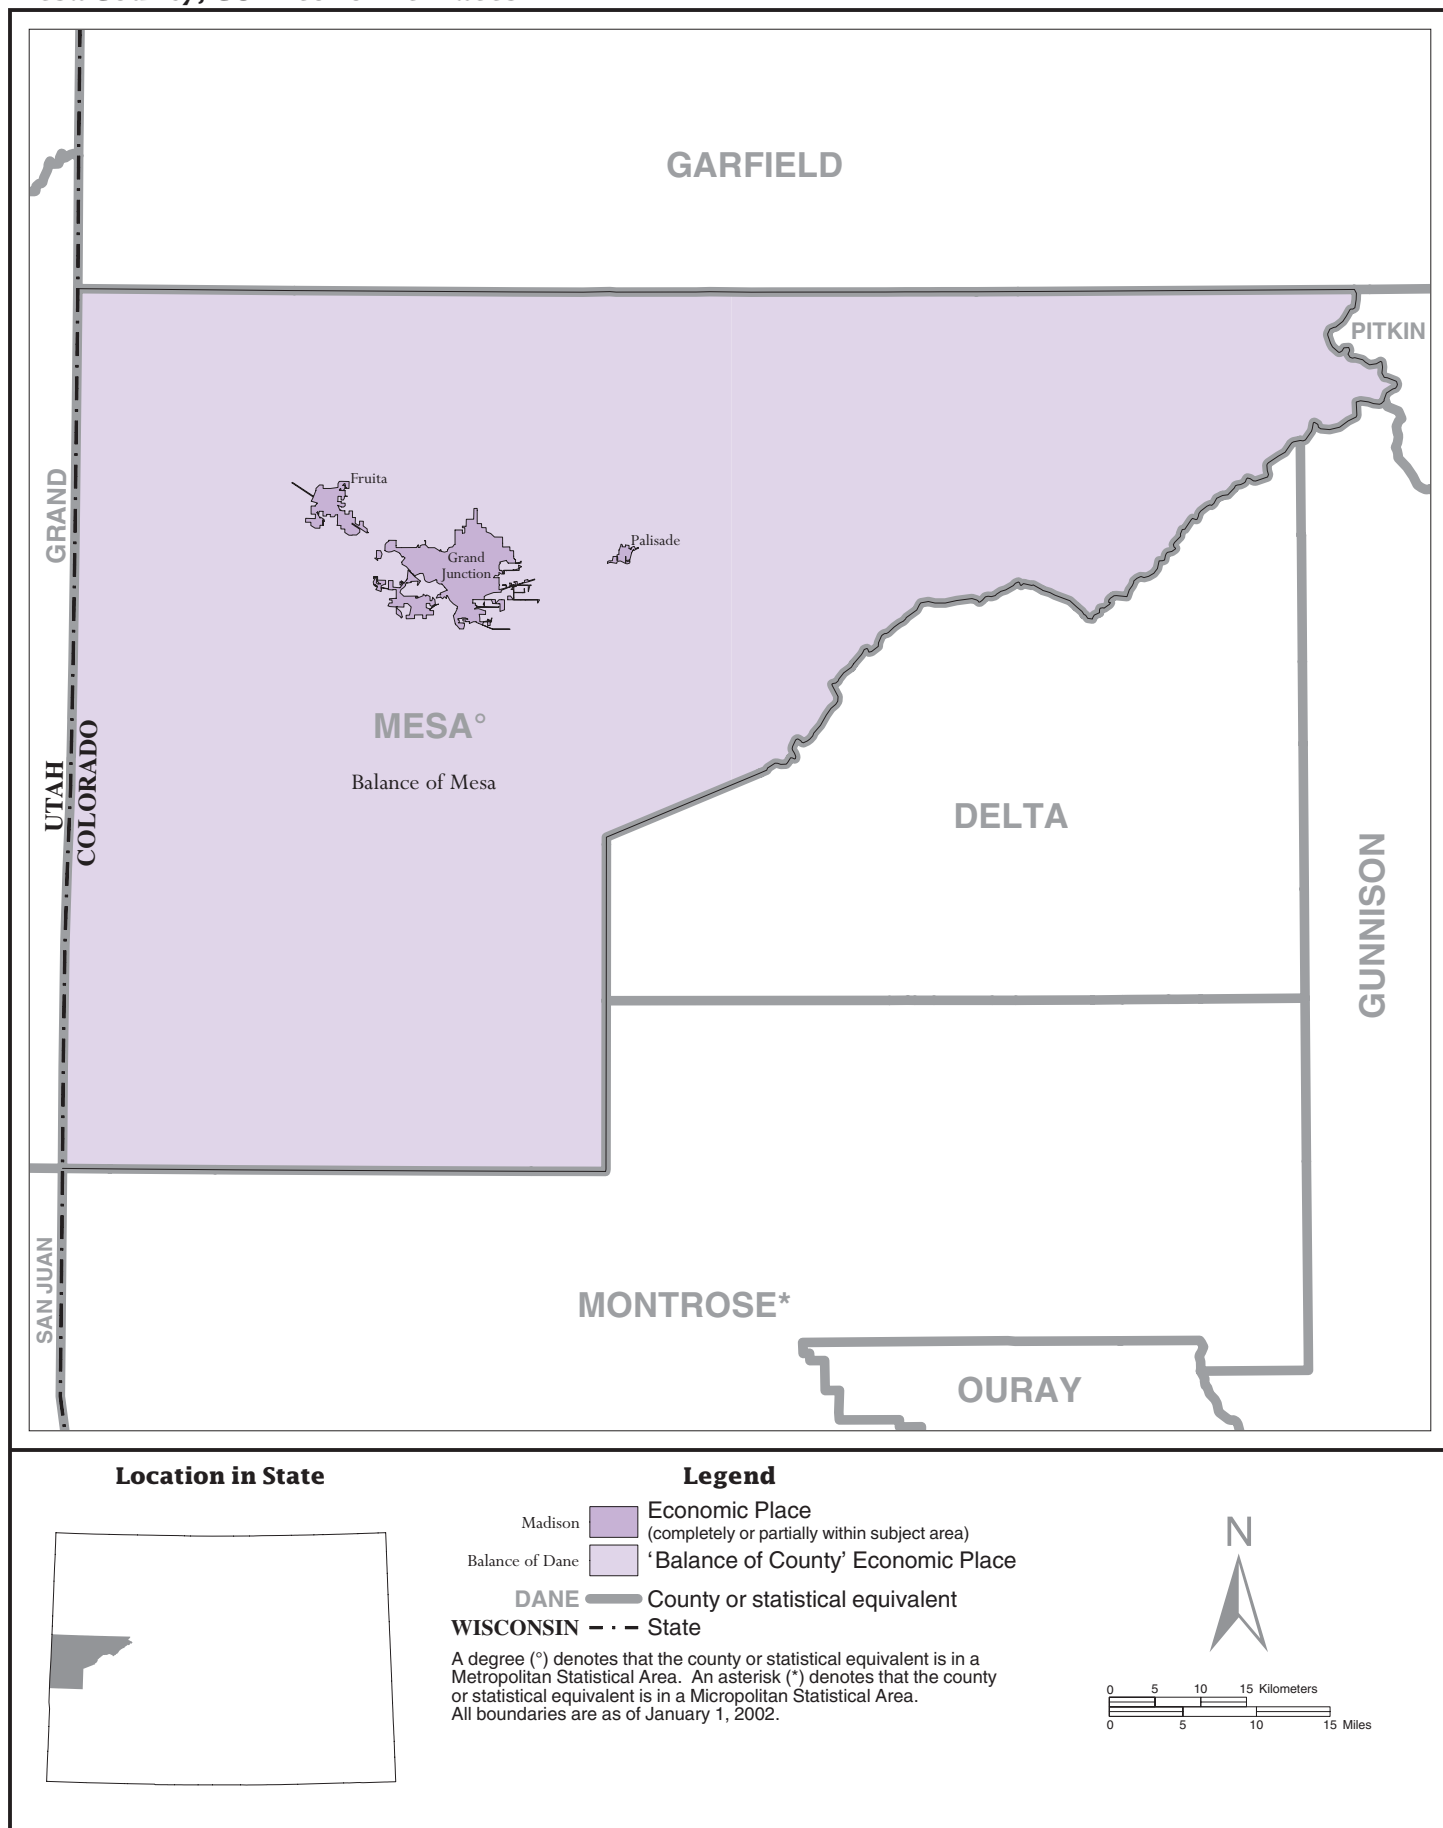 GARFIELD
PITKIN
GRAND
Fruita
Grand
Junction
Palisade
MESA°
Balance of Mesa
UTAH
COLORADO
DELTA
GUNNISON
SAN JUAN
MONTROSE*
OURAY
Location in State
Legend
Madison Economic Place
(completely or partially within subject area)
Balance of Dane 'Balance of County' Economic Place
DANE County or statistical equivalent
WISCONSIN State
A degree (°) denotes that the county or statistical equivalent is in a
Metropolitan Statistical Area. An asterisk (*) denotes that the county
or statistical equivalent is in a Micropolitan Statistical Area.
All boundaries are as of January 1, 2002.
N
0 5 10 15 Kilometers
0 5 10 15 Miles